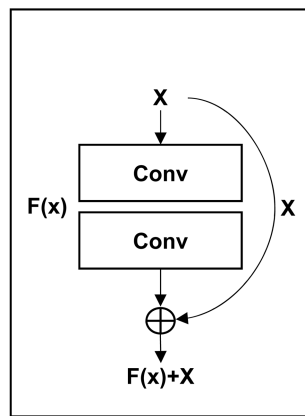 X
Conv
F(x)
X
Conv
F(x)+X